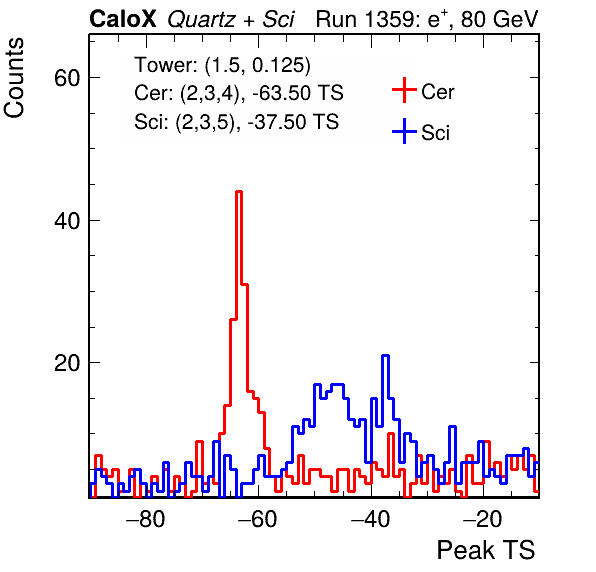 CaloX Quartz + Sci Run 1359: e⁺, 80 GeV
Counts
Tower: (1.5, 0.125)
Cer: (2,3,4), -63.50 TS
Sci: (2,3,5), -37.50 TS
Cer
Sci
60
40
20
−80 −60 −40 −20
Peak TS